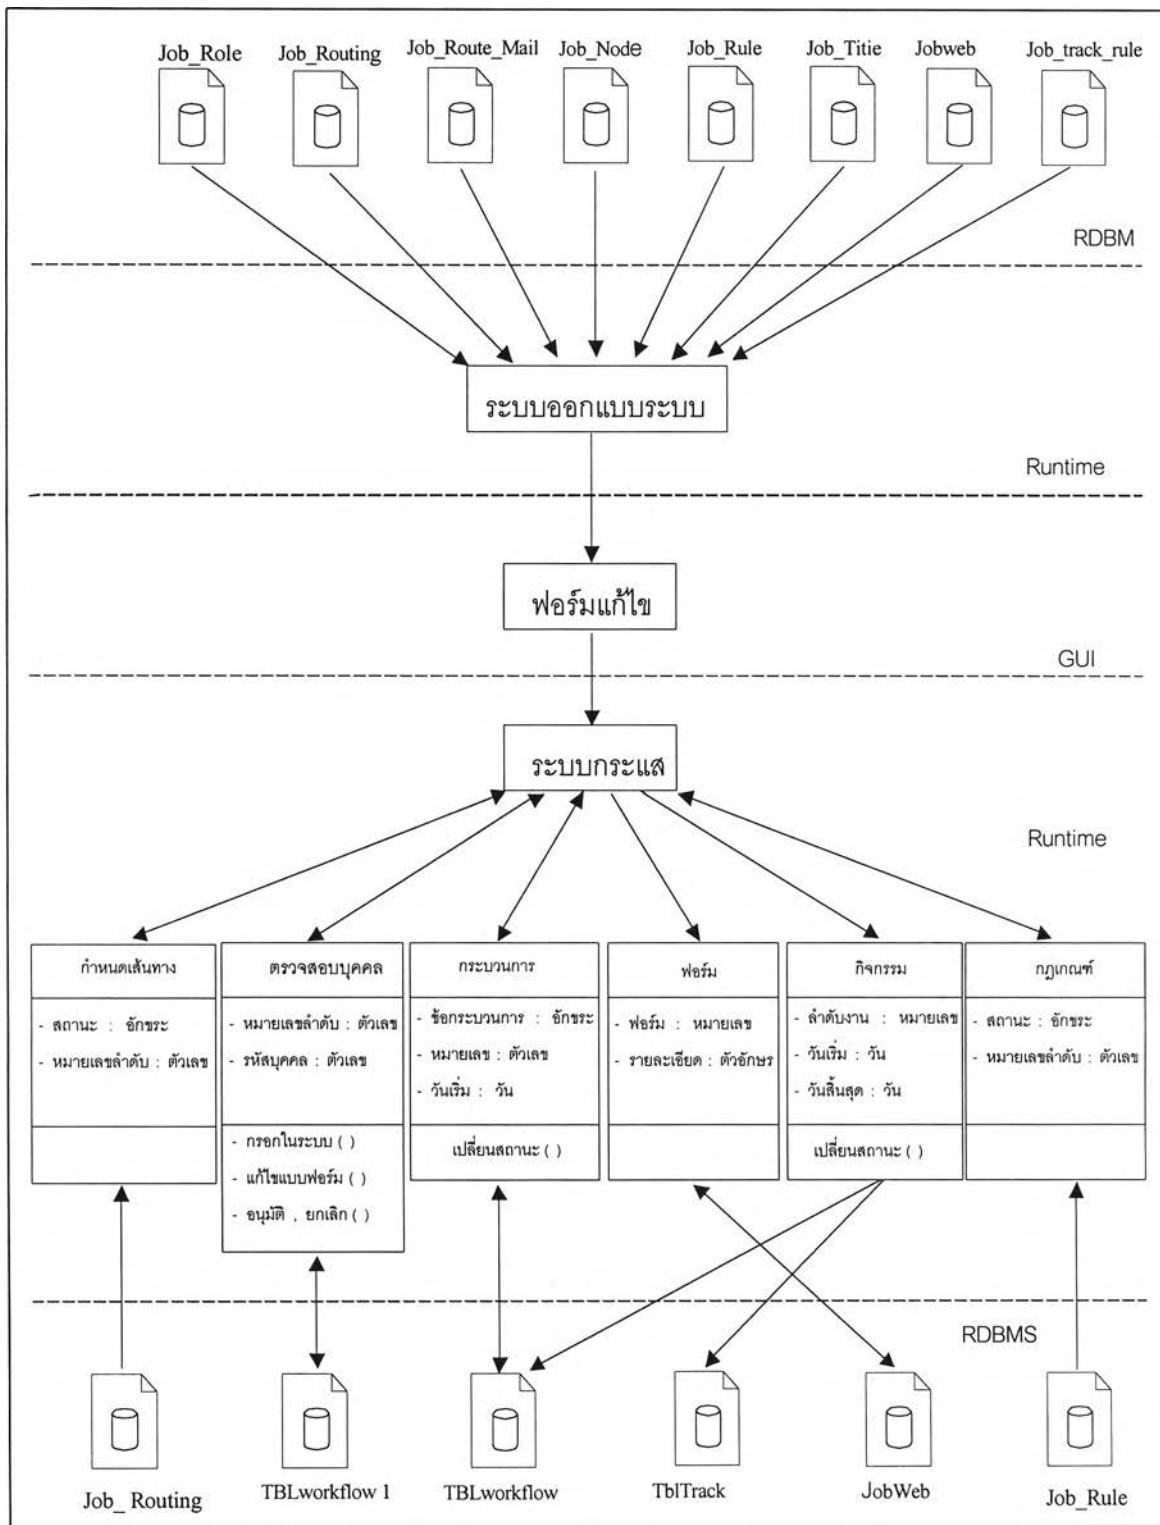 Job_Role
Job_Routing
Job_Route_Mail
Job_Node
Job_Rule
Job_Titie
Jobweb
Job_track_rule
RDBM
ระบบออกแบบระบบ
Runtime
ฟอร์มแก้ไข
GUI
ระบบกระแส
Runtime
กำหนดเส้นทาง
- สถานะ : อักขระ
- หมายเลขลำดับ : ตัวเลข
ตรวจสอบบุคคล
- หมายเลขลำดับ : ตัวเลข
- รหัสบุคคล : ตัวเลข
- กรอกในระบบ ( )
- แก้ไขแบบฟอร์ม ( )
- อนุมัติ , ยกเลิก ( )
กระบวนการ
- ข้อกระบวนการ : อักขระ
- หมายเลข : ตัวเลข
- วันเริ่ม : วัน
เปลี่ยนสถานะ ( )
ฟอร์ม
- ฟอร์ม : หมายเลข
- รายละเอียด : ตัวอักษร
กิจกรรม
- ลำดับงาน : หมายเลข
- วันเริ่ม : วัน
- วันสิ้นสุด : วัน
เปลี่ยนสถานะ ( )
กฎเกณฑ์
- สถานะ : อักขระ
- หมายเลขลำดับ : ตัวเลข
RDBMS
Job_ Routing
TBLworkflow 1
TBLworkflow
TblTrack
JobWeb
Job_Rule